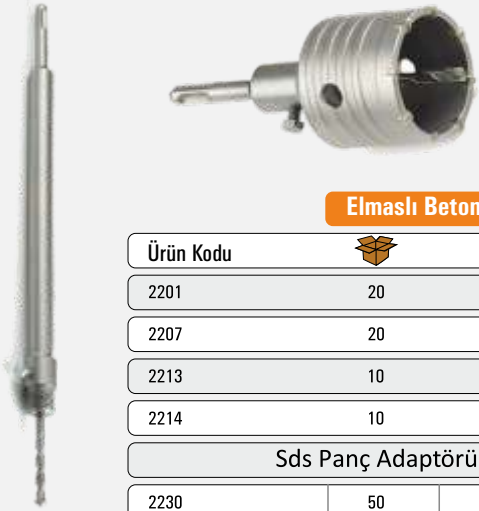 Elmaslı Beton
Ürün Kodu
2201 20
2207 20
2213 10
2214 10
Sds Panç Adaptörü
2230 50